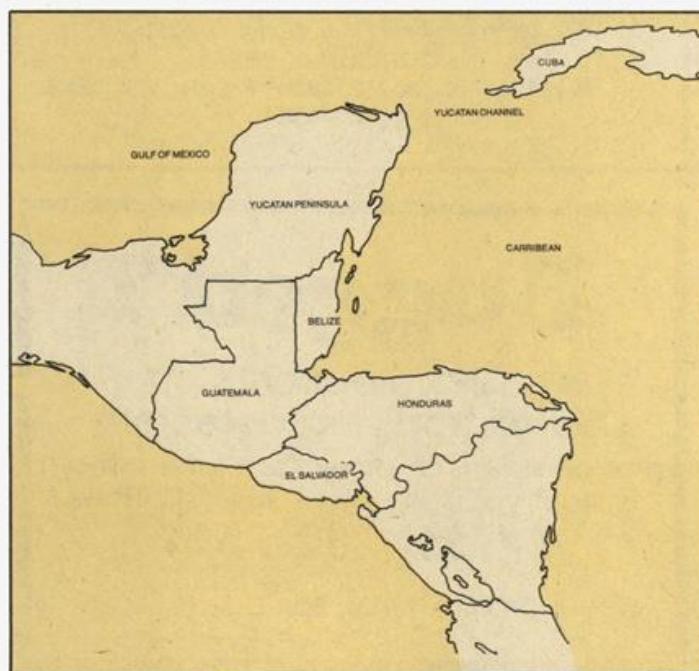 CUBA
YUCATAN CHANNEL
GULF OF MEXICO
YUCATAN PENINSULA
CARRIBEAN
BELIZE
GUATEMALA
HONDURAS
EL SALVADOR